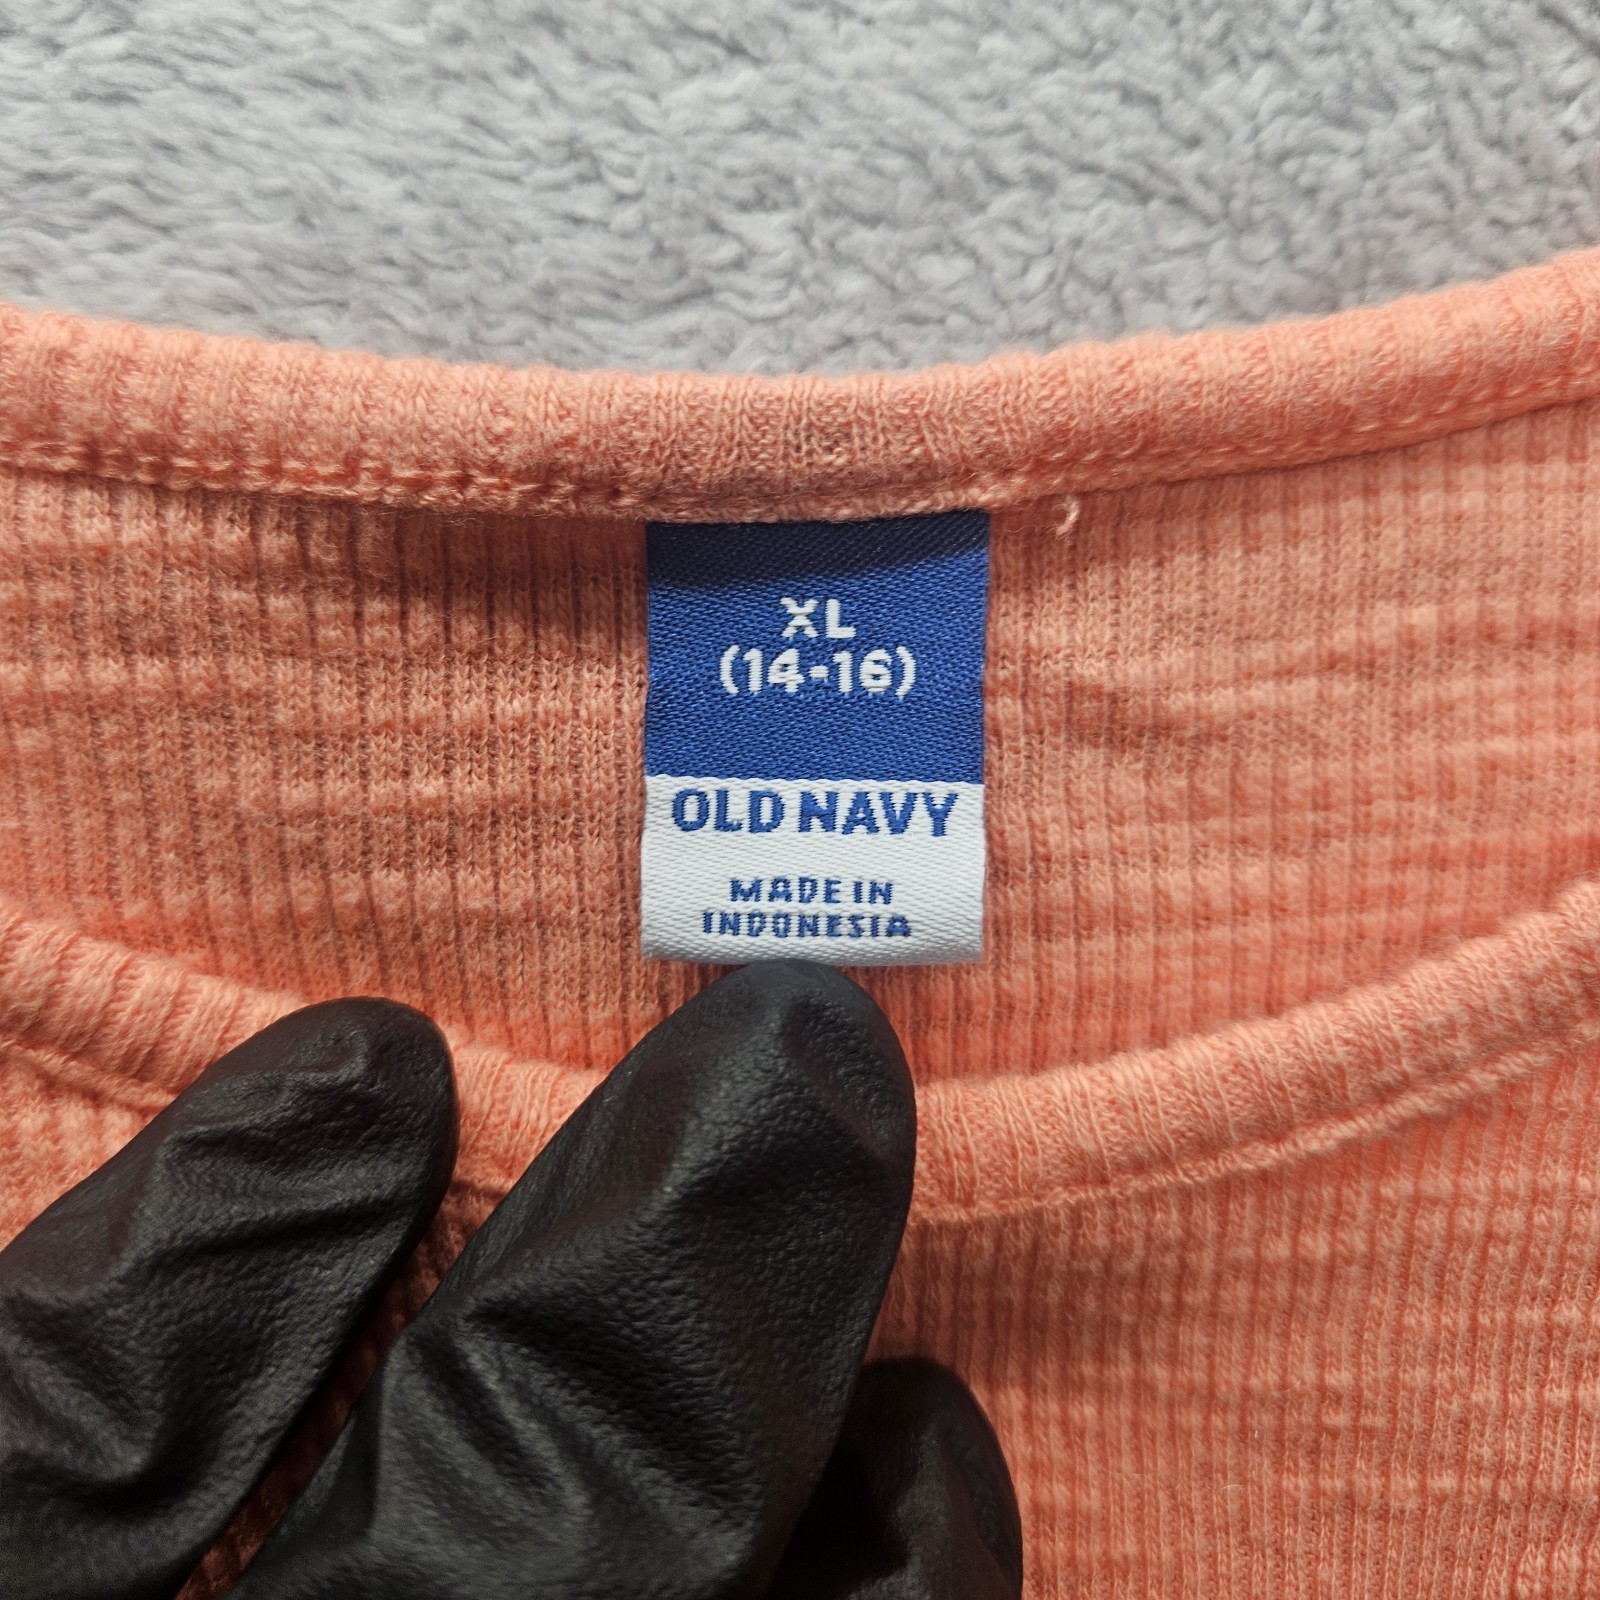 XL
(14-16)
OLD NAVY
MADE IN
INDONESIA